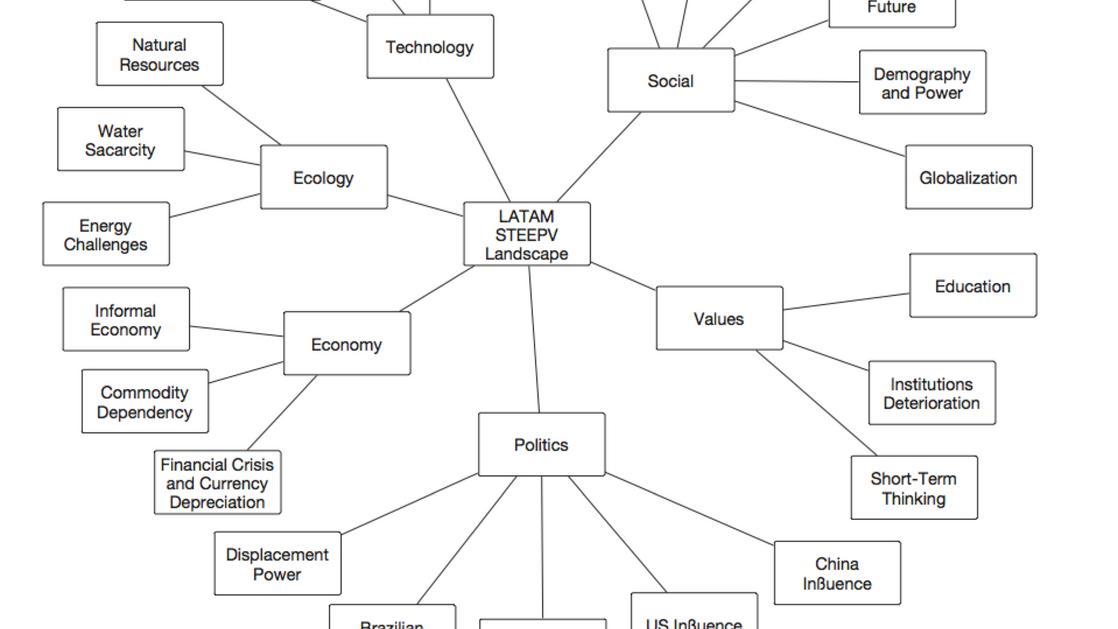 Future
Technology
Natural
Resources
Social
Demography
and Power
Water
Sacarcity
Ecology
Globalization
Energy
Challenges
LATAM
STEEPV
Landscape
Education
Informal
Economy
Values
Economy
Institutions
Deterioration
Commodity
Dependency
Politics
Financial Crisis
and Currency
Depreciation
Short-Term
Thinking
Displacement
Power
China
Inßuence
Brazilian
US Inßuence